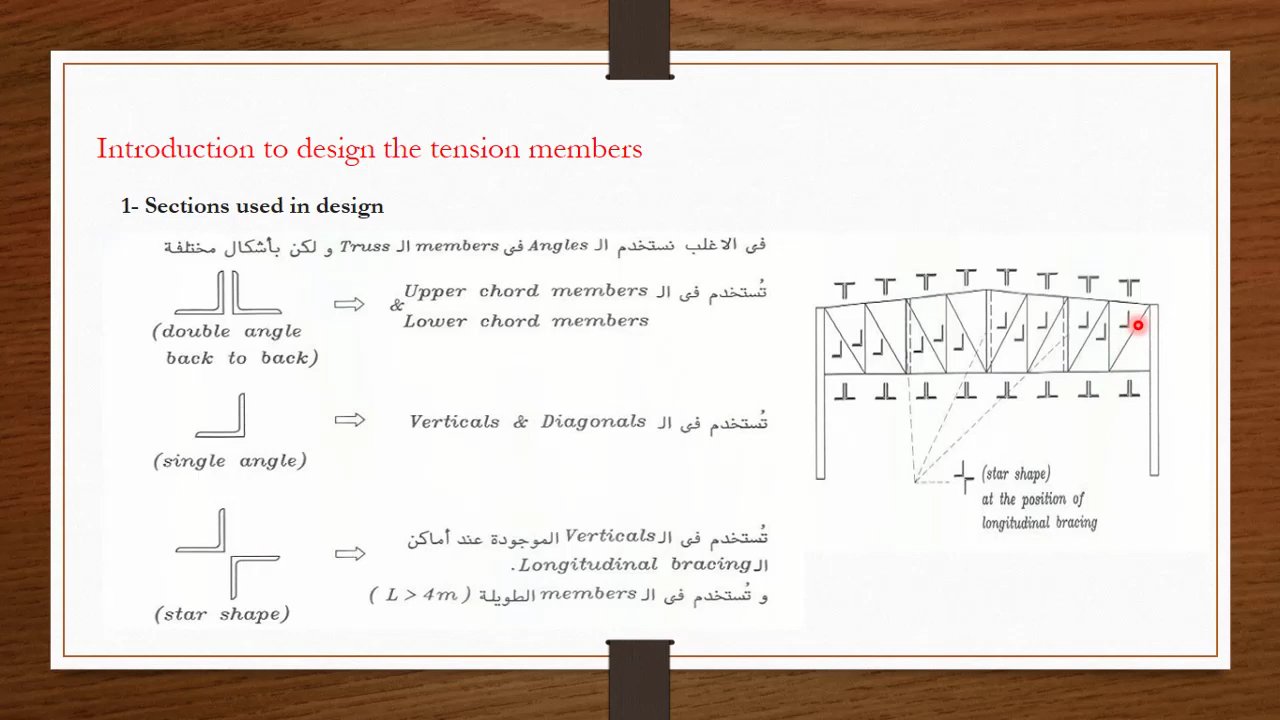 Introduction to design the tension members
1- Sections used in design
فى الاغلب نستخدم الـ Angles فى الـ Truss members و لكن بأشكال مختلفة
(double angle
back to back)
تُستخدم فى الـ Upper chord members
& Lower chord members
(single angle)
تُستخدم فى الـ Verticals & Diagonals
(star shape)
تُستخدم فى الـ Verticals الموجودة عند أماكن
الـ Longitudinal bracing.
و تُستخدم فى الـ members الطويلة ( L > 4m )
(star shape)
at the position of
longitudinal bracing